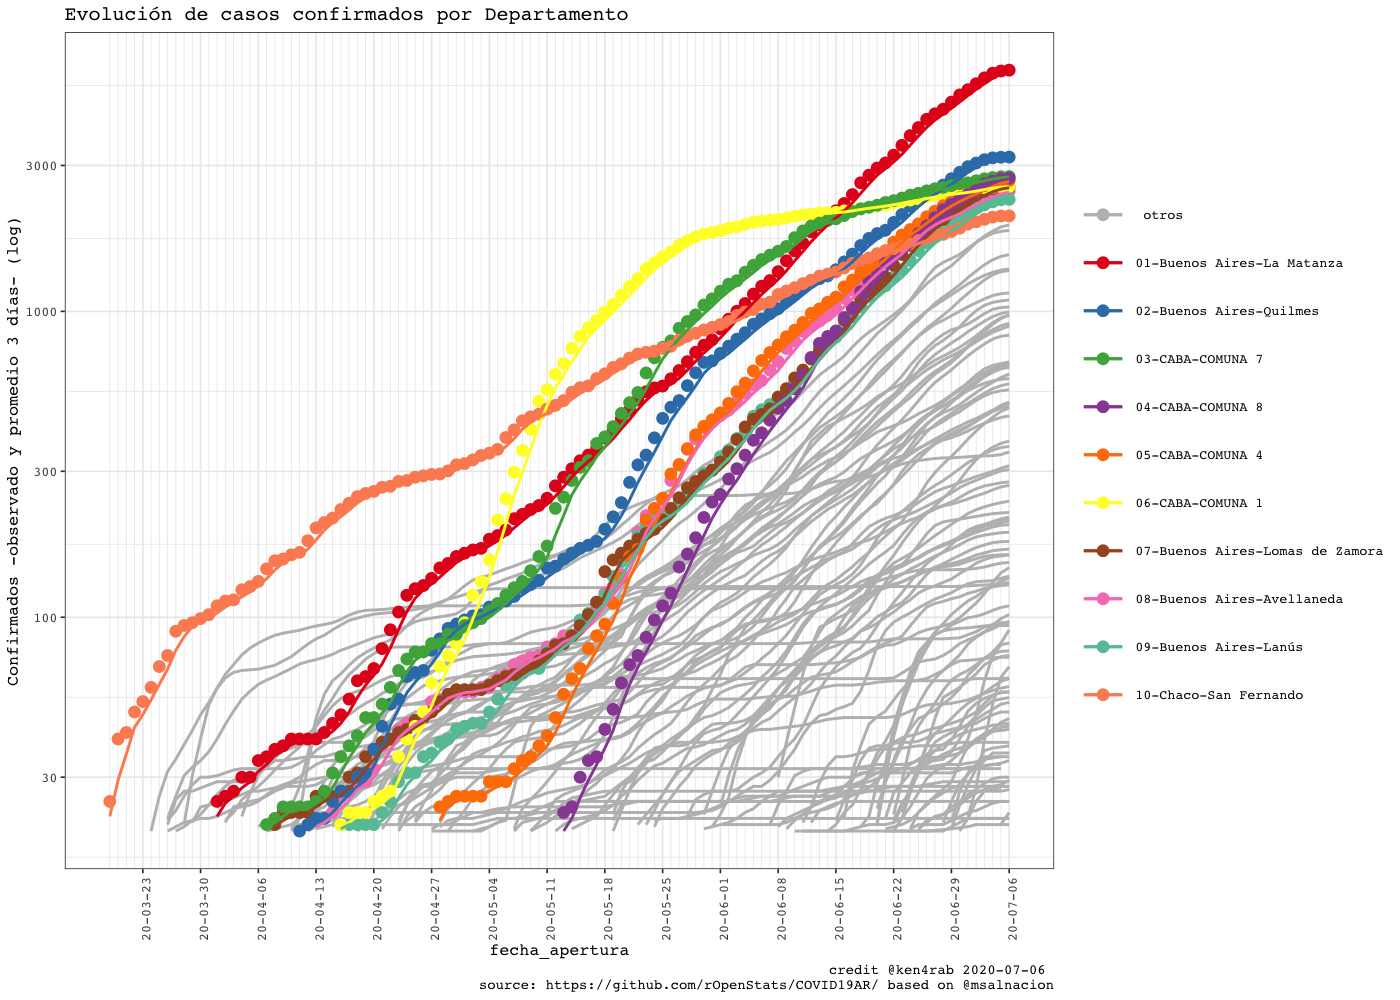 Evolución de casos confirmados por Departamento
Confirmados -observado y promedio 3 días- (log)
3000
1000
300
100
30
20-03-23
20-03-30
20-04-06
20-04-13
20-04-20
20-04-27
20-05-04
20-05-11
20-05-18
20-05-25
20-06-01
20-06-08
20-06-15
20-06-22
20-06-29
20-07-06
fecha_apertura
otros
01-Buenos Aires-La Matanza
02-Buenos Aires-Quilmes
03-CABA-COMUNA 7
04-CABA-COMUNA 8
05-CABA-COMUNA 4
06-CABA-COMUNA 1
07-Buenos Aires-Lomas de Zamora
08-Buenos Aires-Avellaneda
09-Buenos Aires-Lanús
10-Chaco-San Fernando
credit @ken4rab 2020-07-06
source: https://github.com/rOpenStats/COVID19AR/ based on @msalnacion